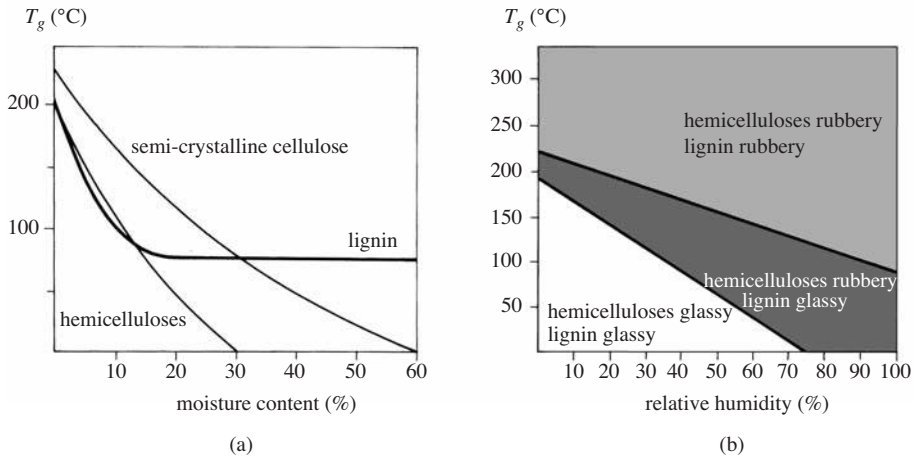 T_g (°C)
200
100
semi-crystalline cellulose
lignin
hemicelluloses
10 20 30 40 50 60
moisture content (%)
(a)
T_g (°C)
300
250
200
150
100
50
hemicelluloses rubbery
lignin rubbery
hemicelluloses rubbery
lignin glassy
hemicelluloses glassy
lignin glassy
10 20 30 40 50 60 70 80 90 100
relative humidity (%)
(b)